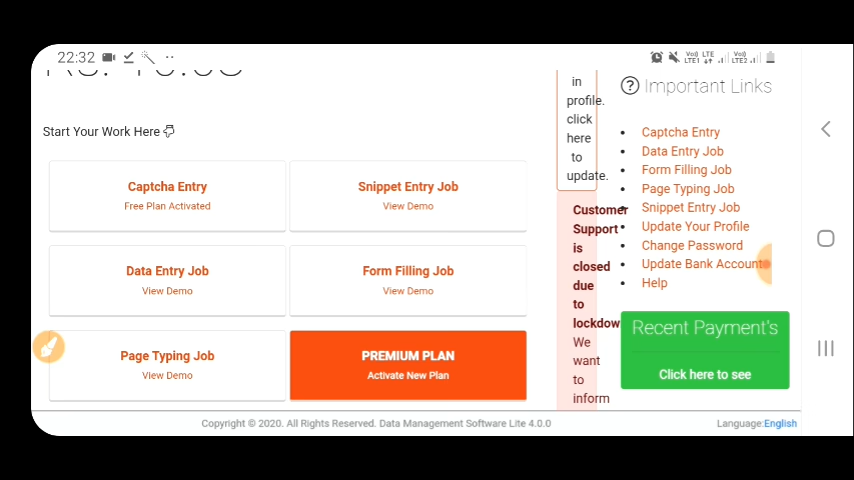 22:32
Start Your Work Here
Captcha Entry
Free Plan Activated
Snippet Entry Job
View Demo
Data Entry Job
View Demo
Form Filling Job
View Demo
Page Typing Job
View Demo
PREMIUM PLAN
Activate New Plan
in
profile.
click
here
to
update.
Customer
Support
is
closed
due
to
lockdow
We
want
to
inform
Important Links
Captcha Entry
Data Entry Job
Form Filling Job
Page Typing Job
Snippet Entry Job
Update Your Profile
Change Password
Update Bank Account
Help
Recent Payment's
Click here to see
Copyright © 2020. All Rights Reserved. Data Management Software Lite 4.0.0
Language:English